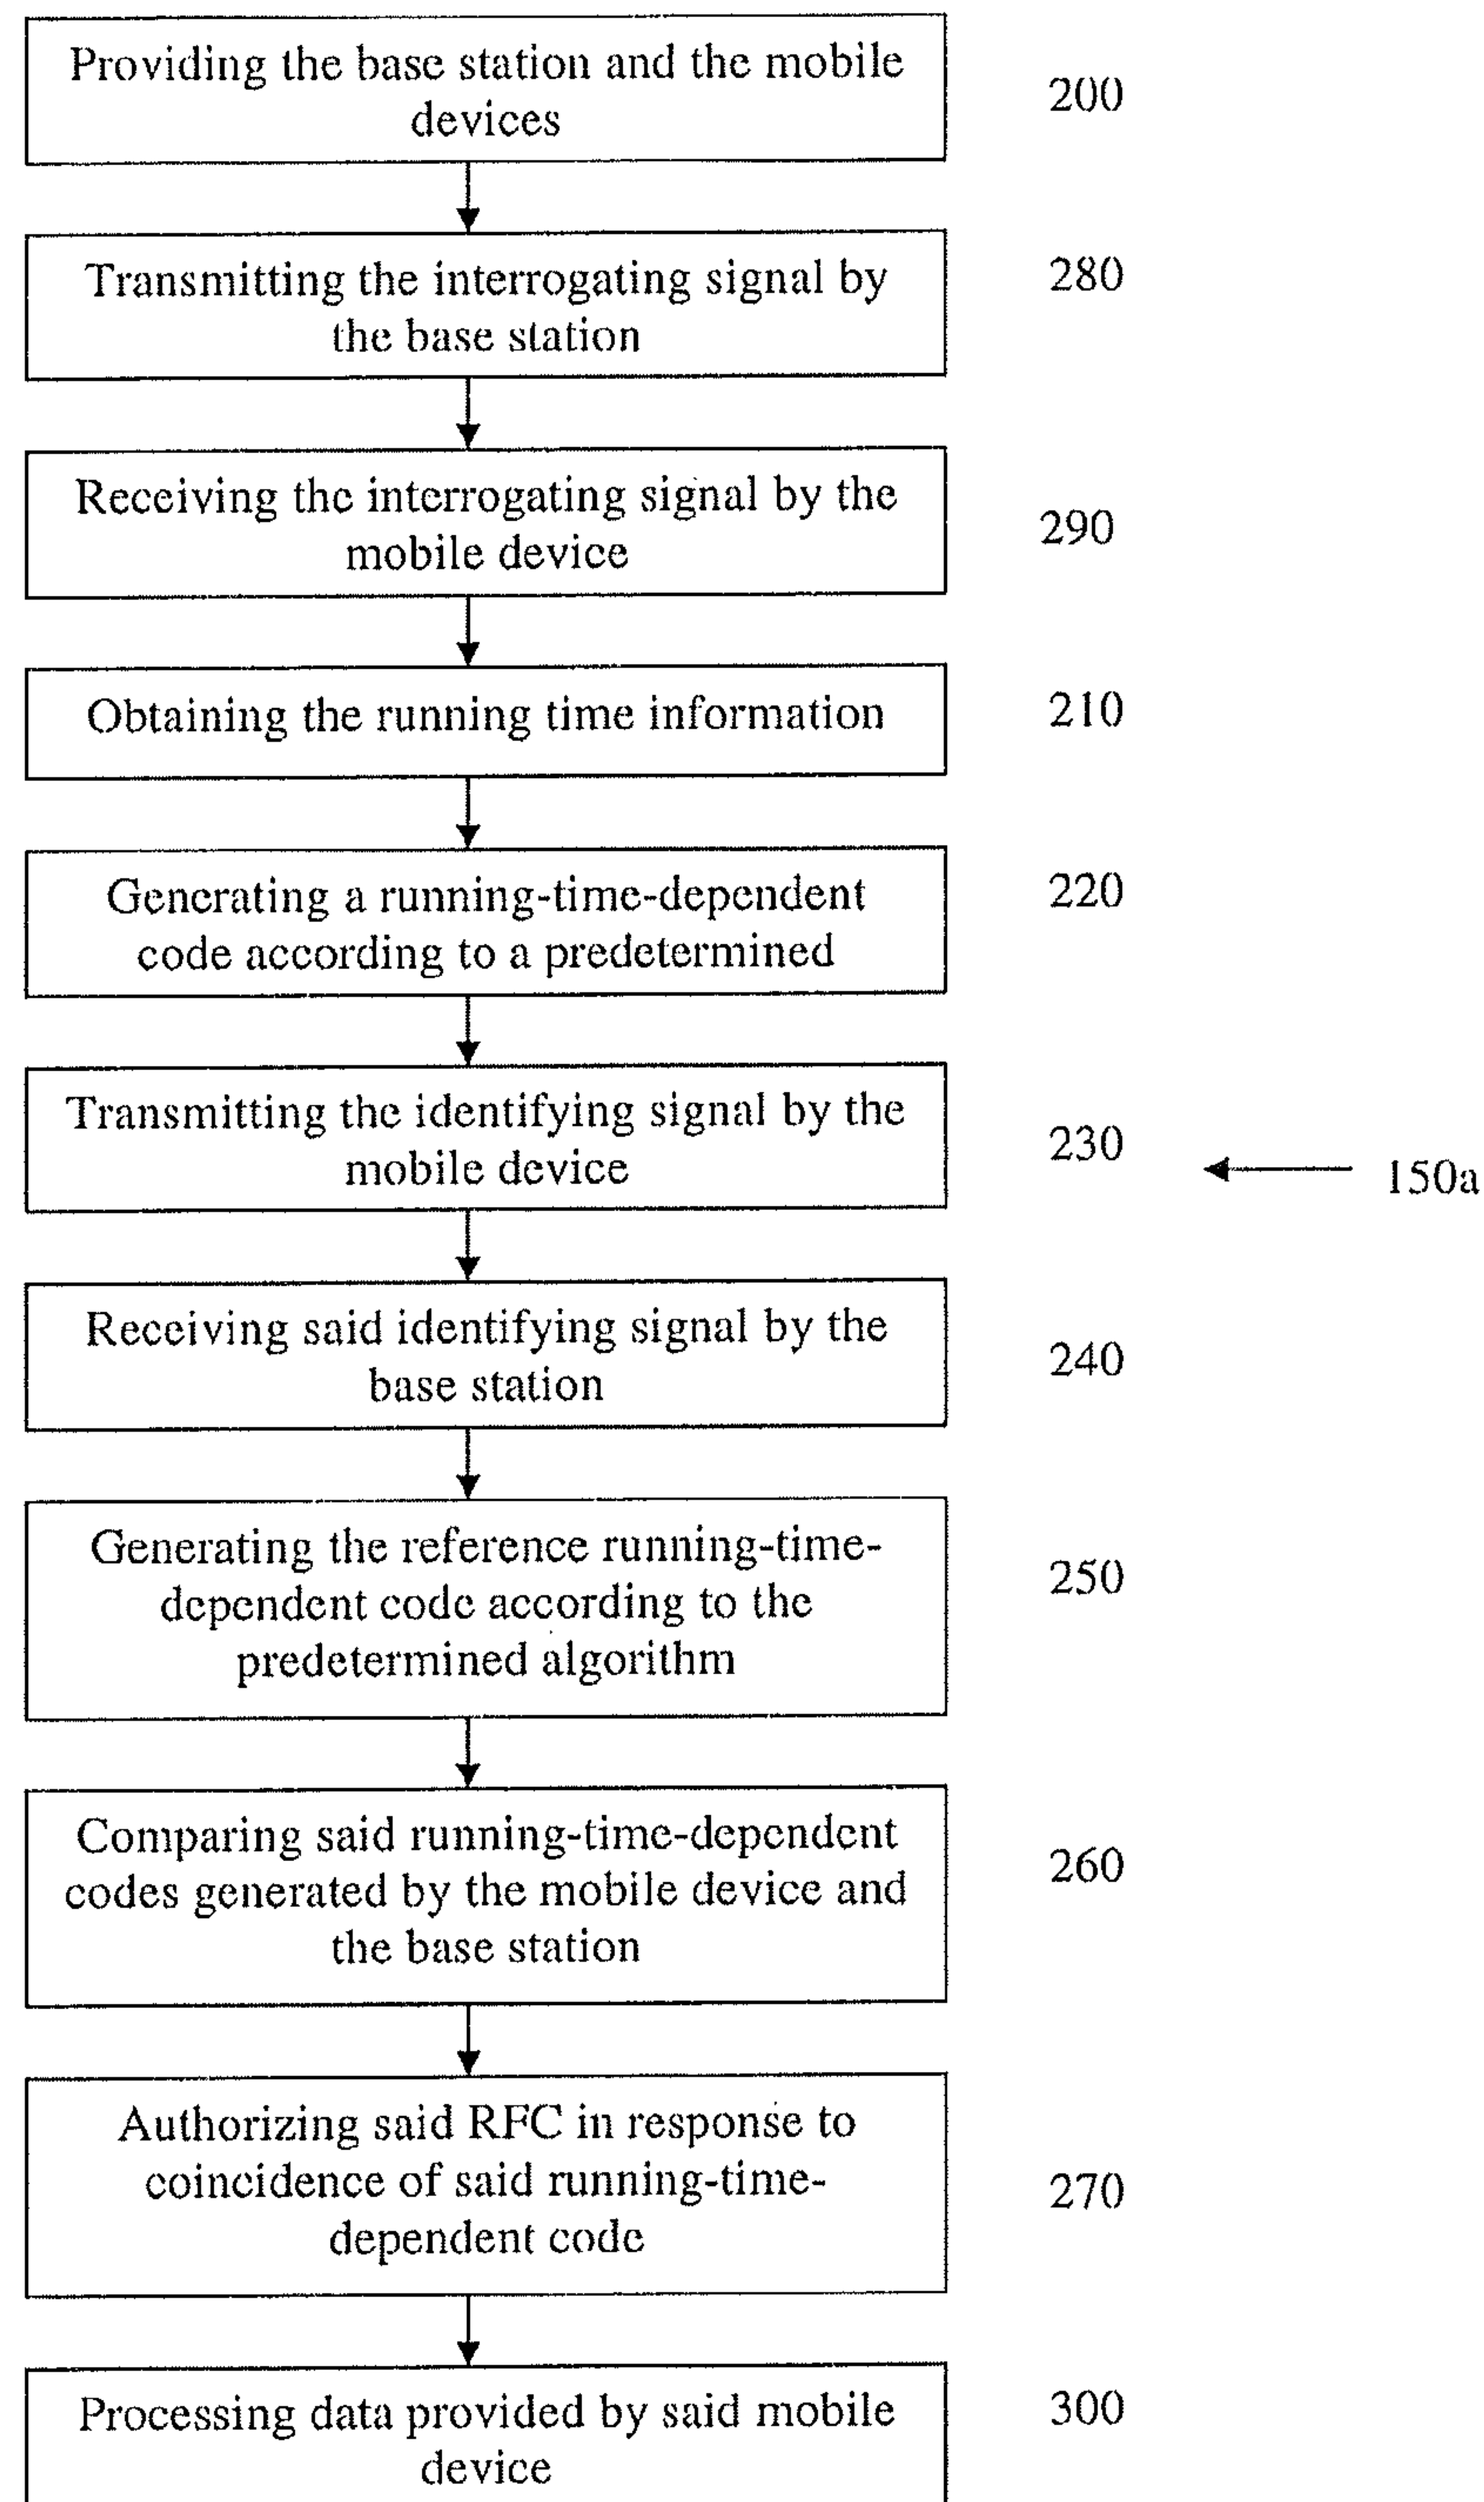 Providing the base station and the mobile
devices
200
Transmitting the interrogating signal by
the base station
280
Receiving the interrogating signal by the
mobile device
290
Obtaining the running time information
210
Generating a running-time-dependent
code according to a predetermined
220
Transmitting the identifying signal by the
mobile device
230
150a
Receiving said identifying signal by the
base station
240
Generating the reference running-time-
dependent code according to the
predetermined algorithm
250
Comparing said running-time-dependent
codes generated by the mobile device and
the base station
260
Authorizing said RFC in response to
coincidence of said running-time-
dependent code
270
Processing data provided by said mobile
device
300